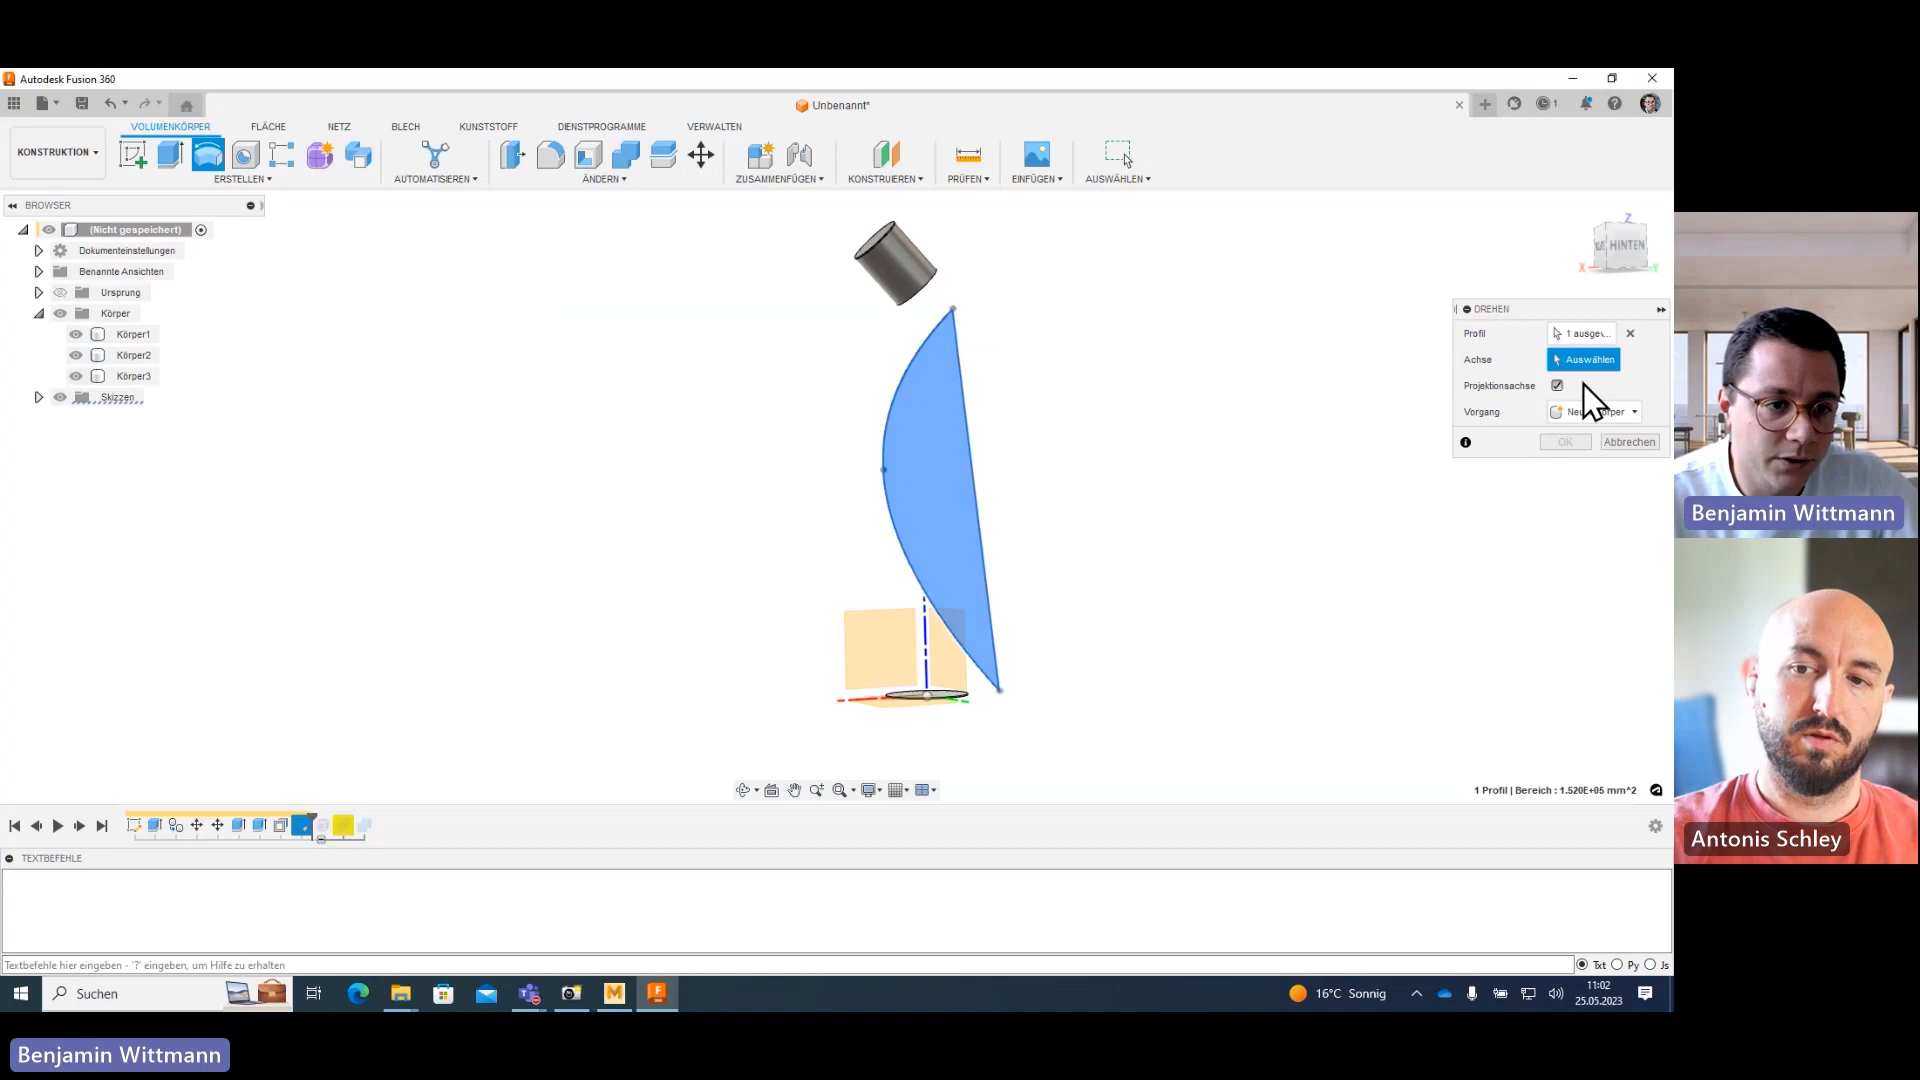 Autodesk Fusion 360
Unbenannt*
1
KONSTRUKTION
VOLUMENKÖRPER
FLÄCHE
NETZ
BLECH
KUNSTSTOFF
DIENSTPROGRAMME
VERWALTEN
ERSTELLEN
AUTOMATISIEREN
ÄNDERN
ZUSAMMENFÜGEN
KONSTRUIEREN
PRÜFEN
EINFÜGEN
AUSWÄHLEN
BROWSER
(Nicht gespeichert)
Dokumenteinstellungen
Benannte Ansichten
Ursprung
Körper
Körper1
Körper2
Körper3
Skizzen
Z
HINTEN
X
Y
DREHEN
Profil
1 ausgew...
Achse
Auswählen
Projektionsachse
Vorgang
OK
Abbrechen
Benjamin Wittmann
Antonis Schley
1 Profil | Bereich : 1.520E+05 mm^2
TEXTBEFEHLE
Textbefehle hier eingeben - '?' eingeben, um Hilfe zu erhalten
Txt
Py
Js
Suchen
16°C Sonnig
11:02
25.05.2023
Benjamin Wittmann